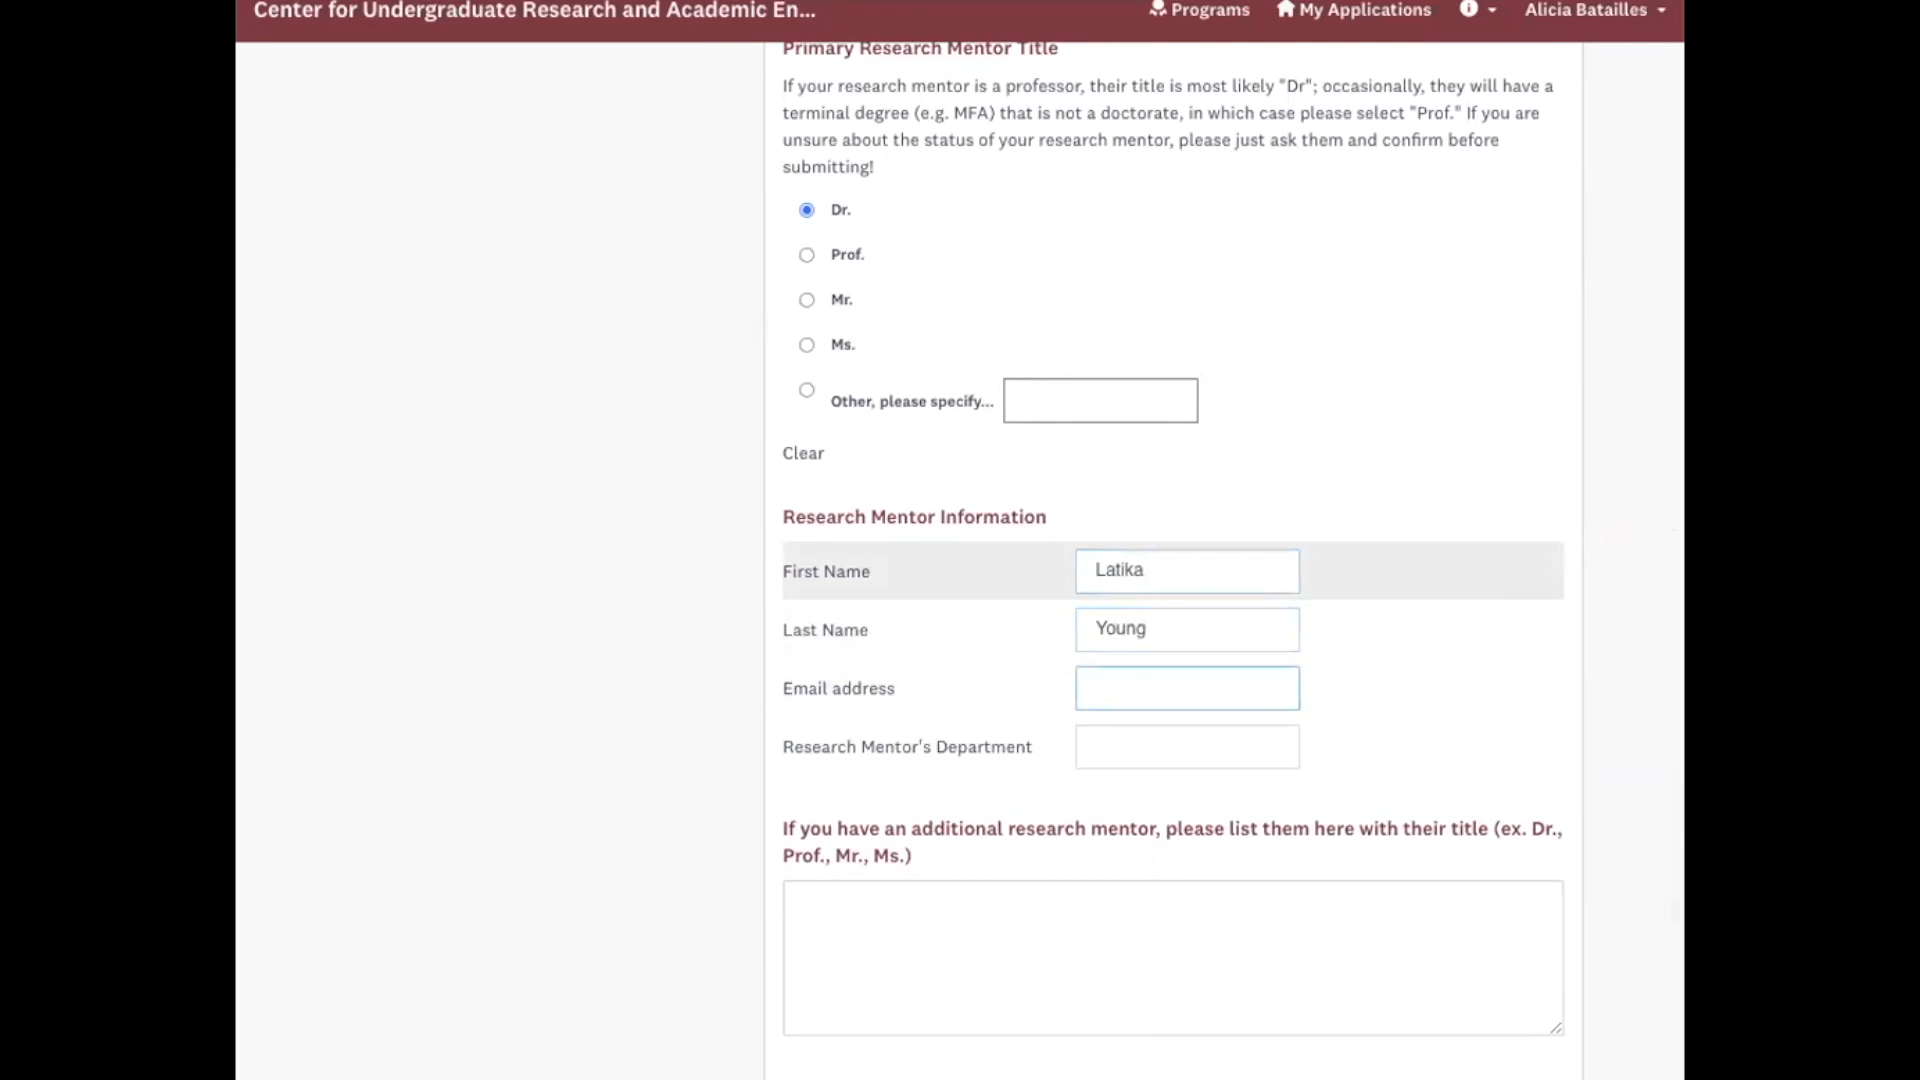 Center for Undergraduate Research and Academic En...
Programs
My Applications
Alicia Batailles
Primary Research Mentor Title
If your research mentor is a professor, their title is most likely "Dr"; occasionally, they will have a
terminal degree (e.g. MFA) that is not a doctorate, in which case please select "Prof." If you are
unsure about the status of your research mentor, please just ask them and confirm before
submitting!
Dr.
Prof.
Mr.
Ms.
Other, please specify...
Clear
Research Mentor Information
First Name Latika
Last Name Young
Email address
Research Mentor's Department
If you have an additional research mentor, please list them here with their title (ex. Dr.,
Prof., Mr., Ms.)